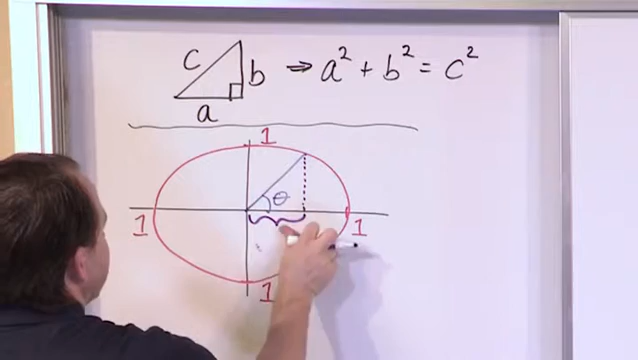 c b ⇒ a² + b² = c²
a
1
θ
1 1
1